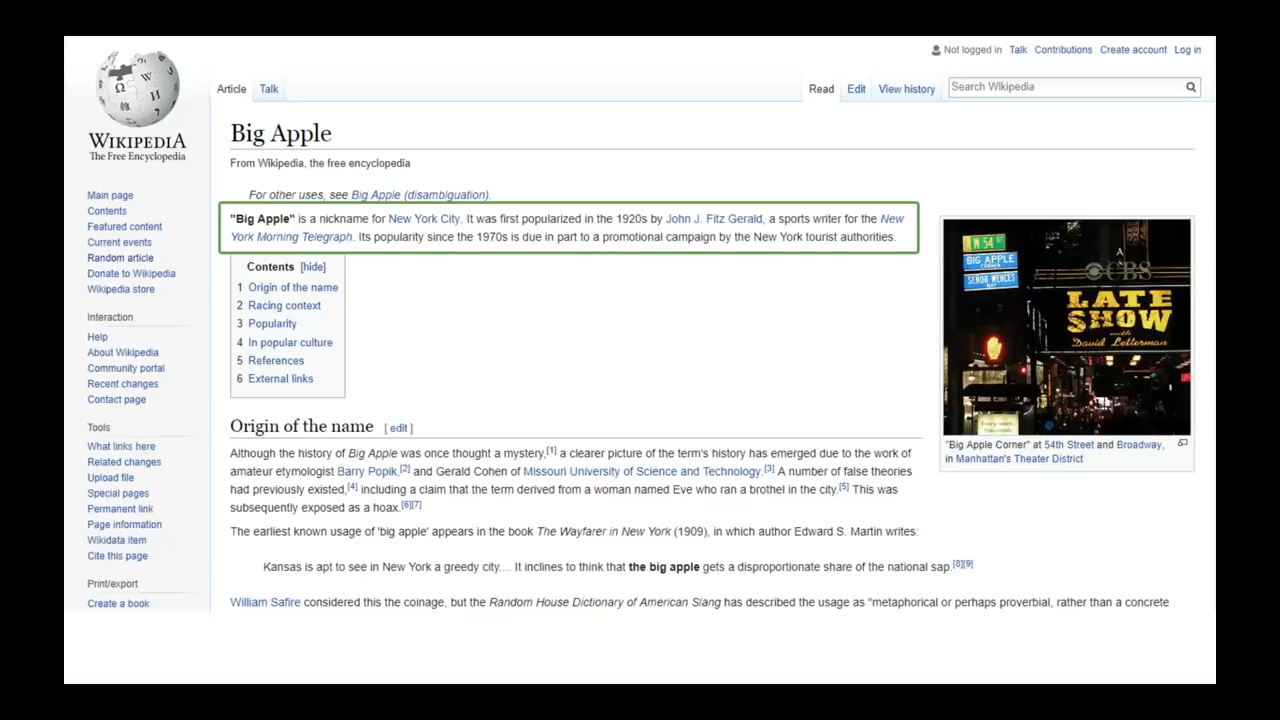 Not logged in Talk Contributions Create account Log in
Article Talk Read Edit View history Search Wikipedia
WIKIPEDIA
The Free Encyclopedia
Main page
Contents
Featured content
Current events
Random article
Donate to Wikipedia
Wikipedia store
Interaction
Help
About Wikipedia
Community portal
Recent changes
Contact page
Tools
What links here
Related changes
Upload file
Special pages
Permanent link
Page information
Wikidata item
Cite this page
Print/export
Create a book
Big Apple
From Wikipedia, the free encyclopedia
For other uses, see Big Apple (disambiguation).
"Big Apple" is a nickname for New York City. It was first popularized in the 1920s by John J. Fitz Gerald, a sports writer for the New
York Morning Telegraph. Its popularity since the 1970s is due in part to a promotional campaign by the New York tourist authorities.
Contents [hide]
1 Origin of the name
2 Racing context
3 Popularity
4 In popular culture
5 References
6 External links
W 54 ST
BIG APPLE
CORNER
SENOR WENCES
WAY
CBS
LATE
SHOW
with
David Letterman
"Big Apple Corner" at 54th Street and Broadway,
in Manhattan's Theater District
Origin of the name [ edit ]
Although the history of Big Apple was once thought a mystery,[1] a clearer picture of the term's history has emerged due to the work of
amateur etymologist Barry Popik,[2] and Gerald Cohen of Missouri University of Science and Technology.[3] A number of false theories
had previously existed,[4] including a claim that the term derived from a woman named Eve who ran a brothel in the city.[5] This was
subsequently exposed as a hoax.[6][7]
The earliest known usage of 'big apple' appears in the book The Wayfarer in New York (1909), in which author Edward S. Martin writes:
Kansas is apt to see in New York a greedy city.... It inclines to think that the big apple gets a disproportionate share of the national sap.[8][9]
William Safire considered this the coinage, but the Random House Dictionary of American Slang has described the usage as "metaphorical or perhaps proverbial, rather than a concrete